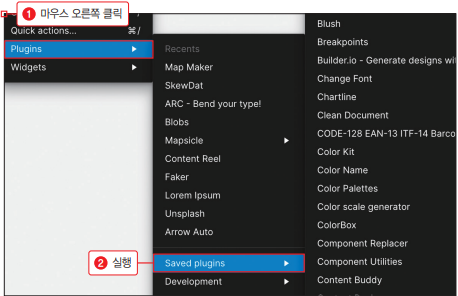 1 마우스 오른쪽 클릭
Quick actions... ⌘/
Plugins
Widgets
Recents
Map Maker
SkewDat
ARC - Bend your type!
Blobs
Mapsicle
Content Reel
Faker
Lorem Ipsum
Unsplash
Arrow Auto
2 실행
Saved plugins
Development
Blush
Breakpoints
Builder.io - Generate designs wi
Change Font
Chartline
Clean Document
CODE-128 EAN-13 ITF-14 Barco
Color Kit
Color Name
Color Palettes
Color scale generator
ColorBox
Component Replacer
Component Utilities
Content Buddy